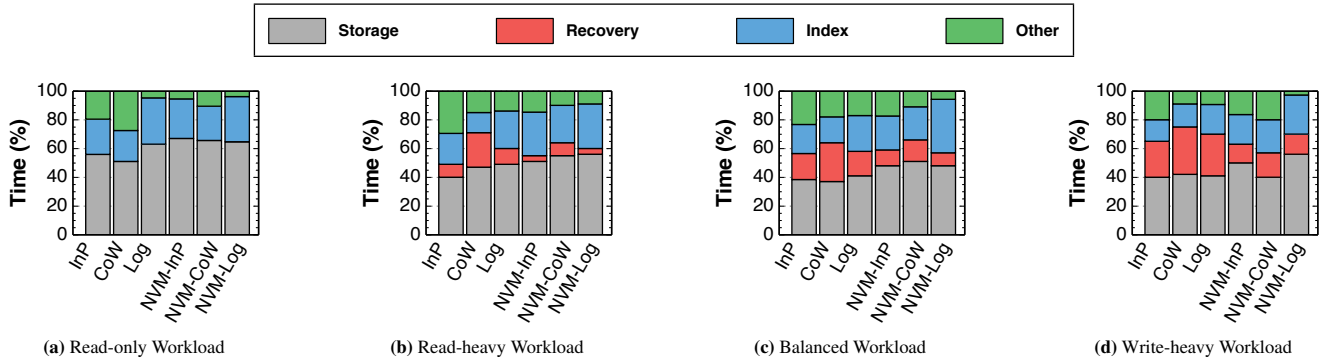 Storage Recovery Index Other
Time (%)
100
80
60
40
20
0
InP
CoW
Log
NVM-InP
NVM-CoW
NVM-Log
(a) Read-only Workload
Time (%)
100
80
60
40
20
0
InP
CoW
Log
NVM-InP
NVM-CoW
NVM-Log
(b) Read-heavy Workload
Time (%)
100
80
60
40
20
0
InP
CoW
Log
NVM-InP
NVM-CoW
NVM-Log
(c) Balanced Workload
Time (%)
100
80
60
40
20
0
InP
CoW
Log
NVM-InP
NVM-CoW
NVM-Log
(d) Write-heavy Workload